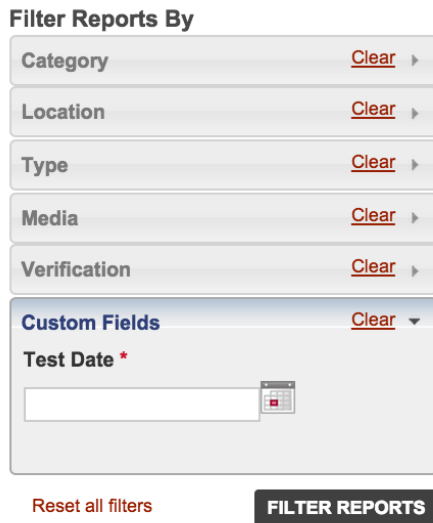 Filter Reports By
Category Clear
Location Clear
Type Clear
Media Clear
Verification Clear
Custom Fields Clear
Test Date *
Reset all filters FILTER REPORTS